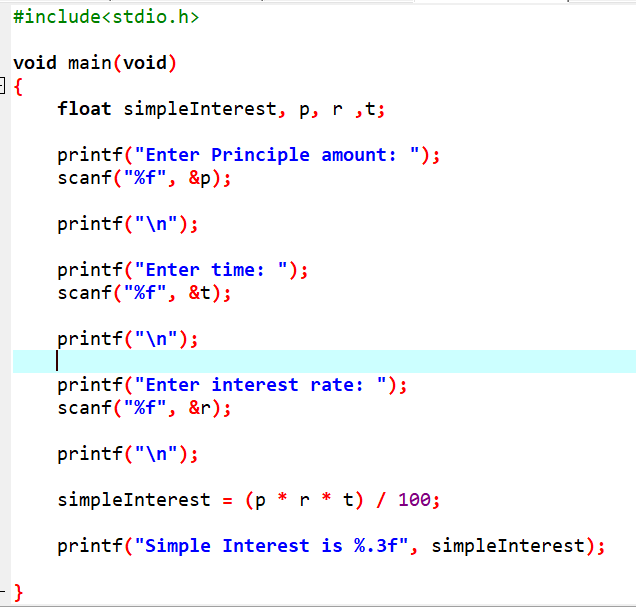 #include<stdio.h>
void main(void)
{
float simpleInterest, p, r ,t;
printf("Enter Principle amount: ");
scanf("%f", &p);
printf("\n");
printf("Enter time: ");
scanf("%f", &t);
printf("\n");
printf("Enter interest rate: ");
scanf("%f", &r);
printf("\n");
simpleInterest = (p * r * t) / 100;
printf("Simple Interest is %.3f", simpleInterest);
}